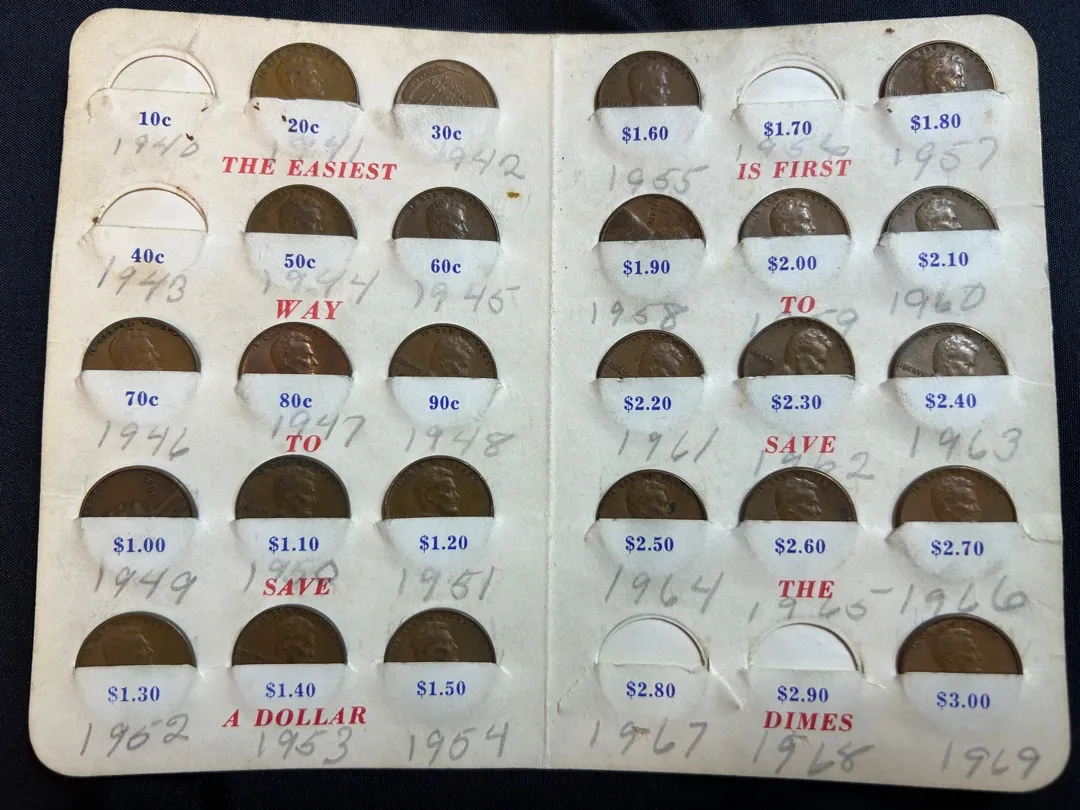 10c 20c 30c
1940 1941 1942
THE EASIEST
40c 50c 60c
1943 1944 1945
WAY
70c 80c 90c
1946 1947 1948
TO
$1.00 $1.10 $1.20
1949 1950 1951
SAVE
$1.30 $1.40 $1.50
A DOLLAR
1952 1953 1954
$1.60 $1.70 $1.80
1955 1956 1957
IS FIRST
$1.90 $2.00 $2.10
1958 1959 1960
TO
$2.20 $2.30 $2.40
1961 1962 1963
SAVE
$2.50 $2.60 $2.70
1964 1965 1966
THE
$2.80 $2.90 $3.00
DIMES
1967 1968 1969